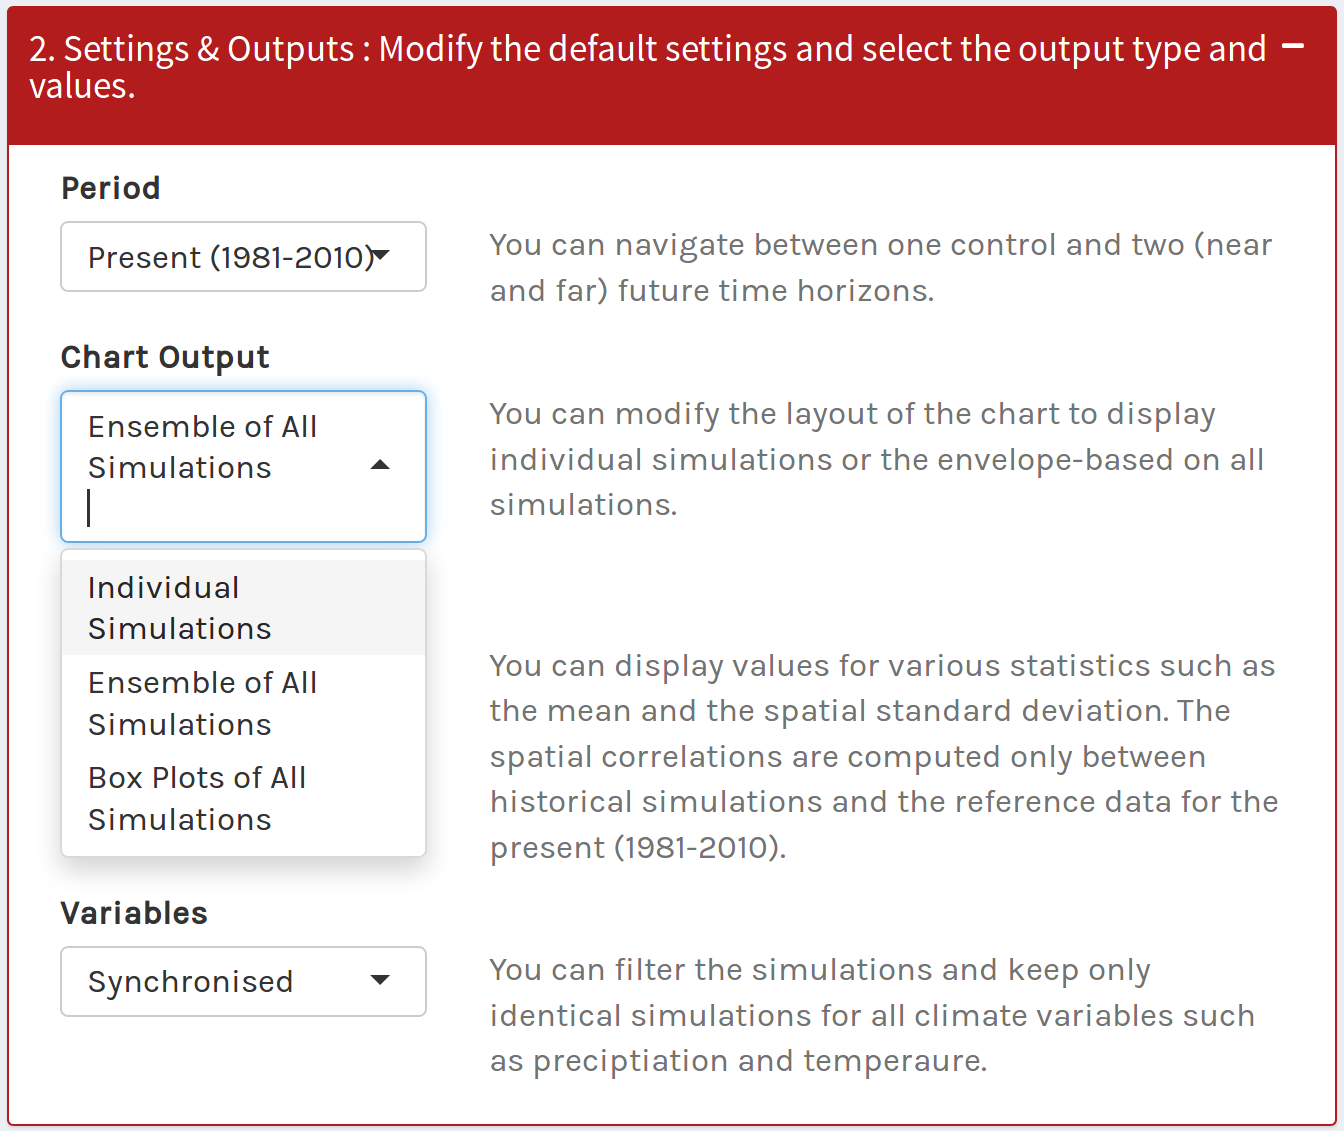 2. Settings & Outputs : Modify the default settings and select the output type and
values.
Period
Present (1981-2010)
You can navigate between one control and two (near
and far) future time horizons.
Chart Output
Ensemble of All
Simulations
You can modify the layout of the chart to display
individual simulations or the envelope-based on all
simulations.
Individual
Simulations
Ensemble of All
Simulations
Box Plots of All
Simulations
You can display values for various statistics such as
the mean and the spatial standard deviation. The
spatial correlations are computed only between
historical simulations and the reference data for the
present (1981-2010).
Variables
Synchronised
You can filter the simulations and keep only
identical simulations for all climate variables such
as preciptiation and temperaure.